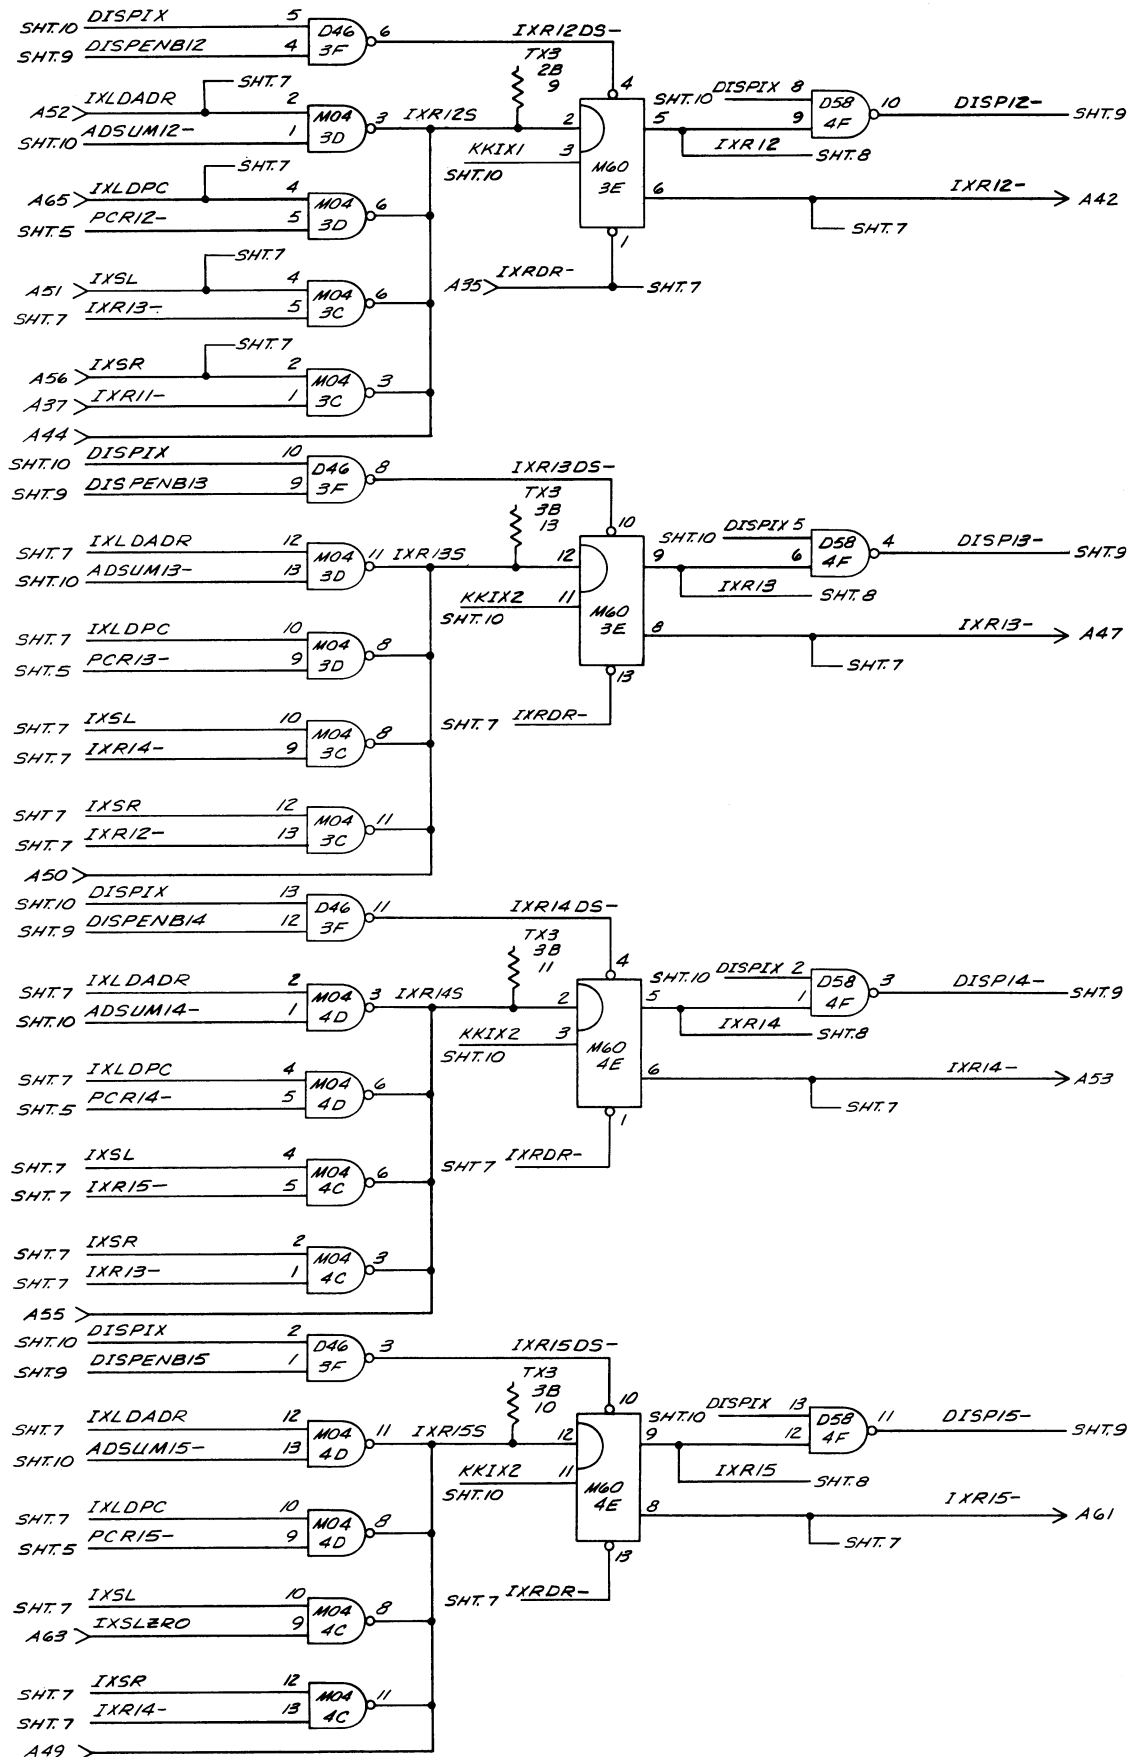 SHT.10 DISPIX 5 D46 3F 6 IXR12DS-
SHT.9 DISPENB12 4
TX3 2B 9
SHT.7
A52 IXLDADR 2 M04 3D 3 IXR12S
SHT.10 ADSUM12- 1
4
2 M60 3E 5
KKIX1 3
SHT.10
SHT.10 DISPIX 8 D58 4F 10 DISP12- SHT.9
9
IXR12 SHT.8
6 IXR12- A42
SHT.7
SHT.7
A65 IXLDPC 4 M04 3D 6
SHT.5 PCR12- 5
1
A35 IXRDR- SHT.7
SHT.7
A51 IXSL 4 M04 3C 6
SHT.7 IXR13- 5
SHT.7
A56 IXSR 2 M04 3C 3
A37 IXR11- 1
A44
SHT.10 DISPIX 10 D46 3F 8 IXR13DS-
SHT.9 DISPENB13 9
TX3 3B 13
SHT.7 IXLDADR 12 M04 3D 11 IXR13S
SHT.10 ADSUM13- 13
10
12 M60 3E 9
KKIX2 11
SHT.10
SHT.10 DISPIX 5 D58 4F 4 DISP13- SHT.9
6
IXR13 SHT.8
8 IXR13- A47
SHT.7
SHT.7 IXLDPC 10 M04 3D 8
SHT.5 PCR13- 9
13
SHT.7 IXRDR-
SHT.7 IXSL 10 M04 3C 8
SHT.7 IXR14- 9
SHT7 IXSR 12 M04 3C 11
SHT.7 IXR12- 13
A50
SHT.10 DISPIX 13 D46 3F 11 IXR14DS-
SHT.9 DISPENB14 12
TX3 3B 11
SHT.7 IXLDADR 2 M04 4D 3 IXR14S
SHT.10 ADSUM14- 1
4
2 M60 4E 5
KKIX2 3
SHT.10
SHT.10 DISPIX 2 D58 4F 3 DISP14- SHT.9
1
IXR14 SHT.8
6 IXR14- A53
SHT.7
SHT.7 IXLDPC 4 M04 4D 6
SHT.5 PCR14- 5
1
SHT7 IXRDR-
SHT.7 IXSL 4 M04 4C 6
SHT.7 IXR15- 5
SHT.7 IXSR 2 M04 4C 3
SHT.7 IXR13- 1
A55
SHT.10 DISPIX 2 D46 3F 3 IXR15DS-
SHT.9 DISPENB15 1
TX3 3B 10
SHT.7 IXLDADR 12 M04 4D 11 IXR15S
SHT.10 ADSUM15- 13
10
12 M60 4E 9
KKIX2 11
SHT.10
SHT.10 DISPIX 13 D58 4F 11 DISP15- SHT.9
12
IXR15 SHT.8
8 IXR15- A61
SHT.7
SHT.7 IXLDPC 10 M04 4D 8
SHT.5 PCR15- 9
13
SHT.7 IXRDR-
SHT.7 IXSL 10 M04 4C 8
A63 IXSLZRO 9
SHT.7 IXSR 12 M04 4C 11
SHT.7 IXR14- 13
A49